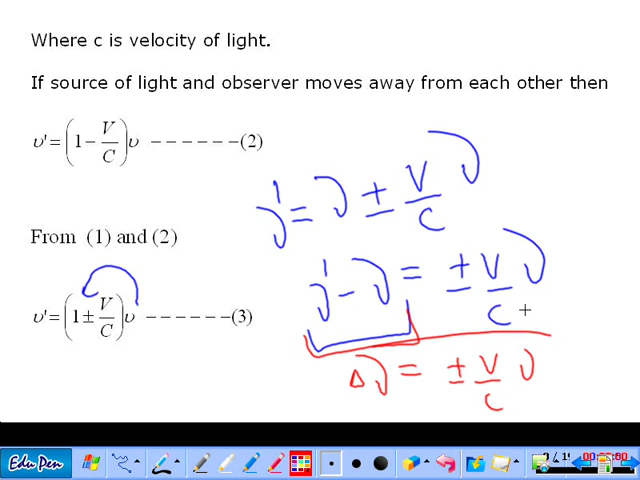 Where c is velocity of light.
If source of light and observer moves away from each other then
υ' = (1 − V/C) υ − − − − − − (2)
ν' = ν ± V/C ν
From (1) and (2)
ν' − ν = ± V/C ν
υ' = (1 ± V/C) υ − − − − − − (3)
Δν = ± V/C ν
Edu Pen